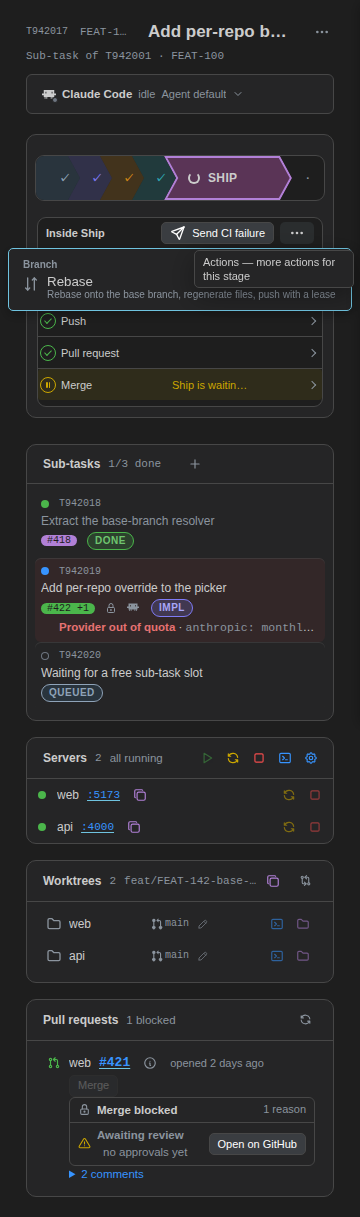 T942017 FEAT-1… Add per-repo b… ···
Sub-task of T942001 · FEAT-100
Claude Code idle Agent default
SHIP
Inside Ship Send CI failure ···
Branch
Rebase
Rebase onto the base branch, regenerate files, push with a lease
Actions — more actions for
this stage
Push
Pull request
Merge Ship is waitin…
Sub-tasks 1/3 done
T942018
Extract the base-branch resolver
#418 DONE
T942019
Add per-repo override to the picker
#422 +1 IMPL
Provider out of quota · anthropic: monthl…
T942020
Waiting for a free sub-task slot
QUEUED
Servers 2 all running
web :5173
api :4000
Worktrees 2 feat/FEAT-142-base-…
web main
api main
Pull requests 1 blocked
web #421 opened 2 days ago
Merge
Merge blocked 1 reason
Awaiting review
no approvals yet
Open on GitHub
2 comments